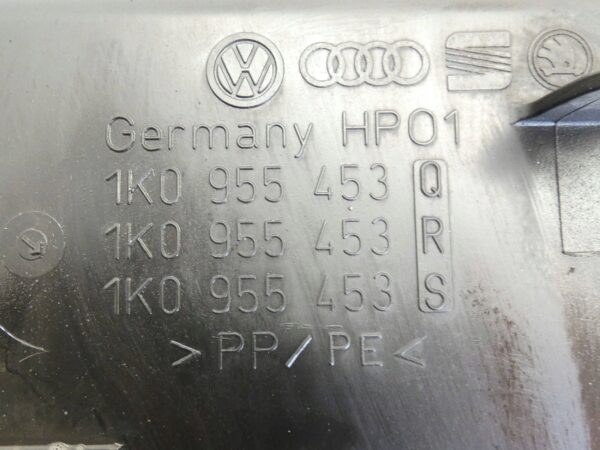 Germany HP01
1K0 955 453 Q
1K0 955 453 R
1K0 955 453 S
>PP/PE<